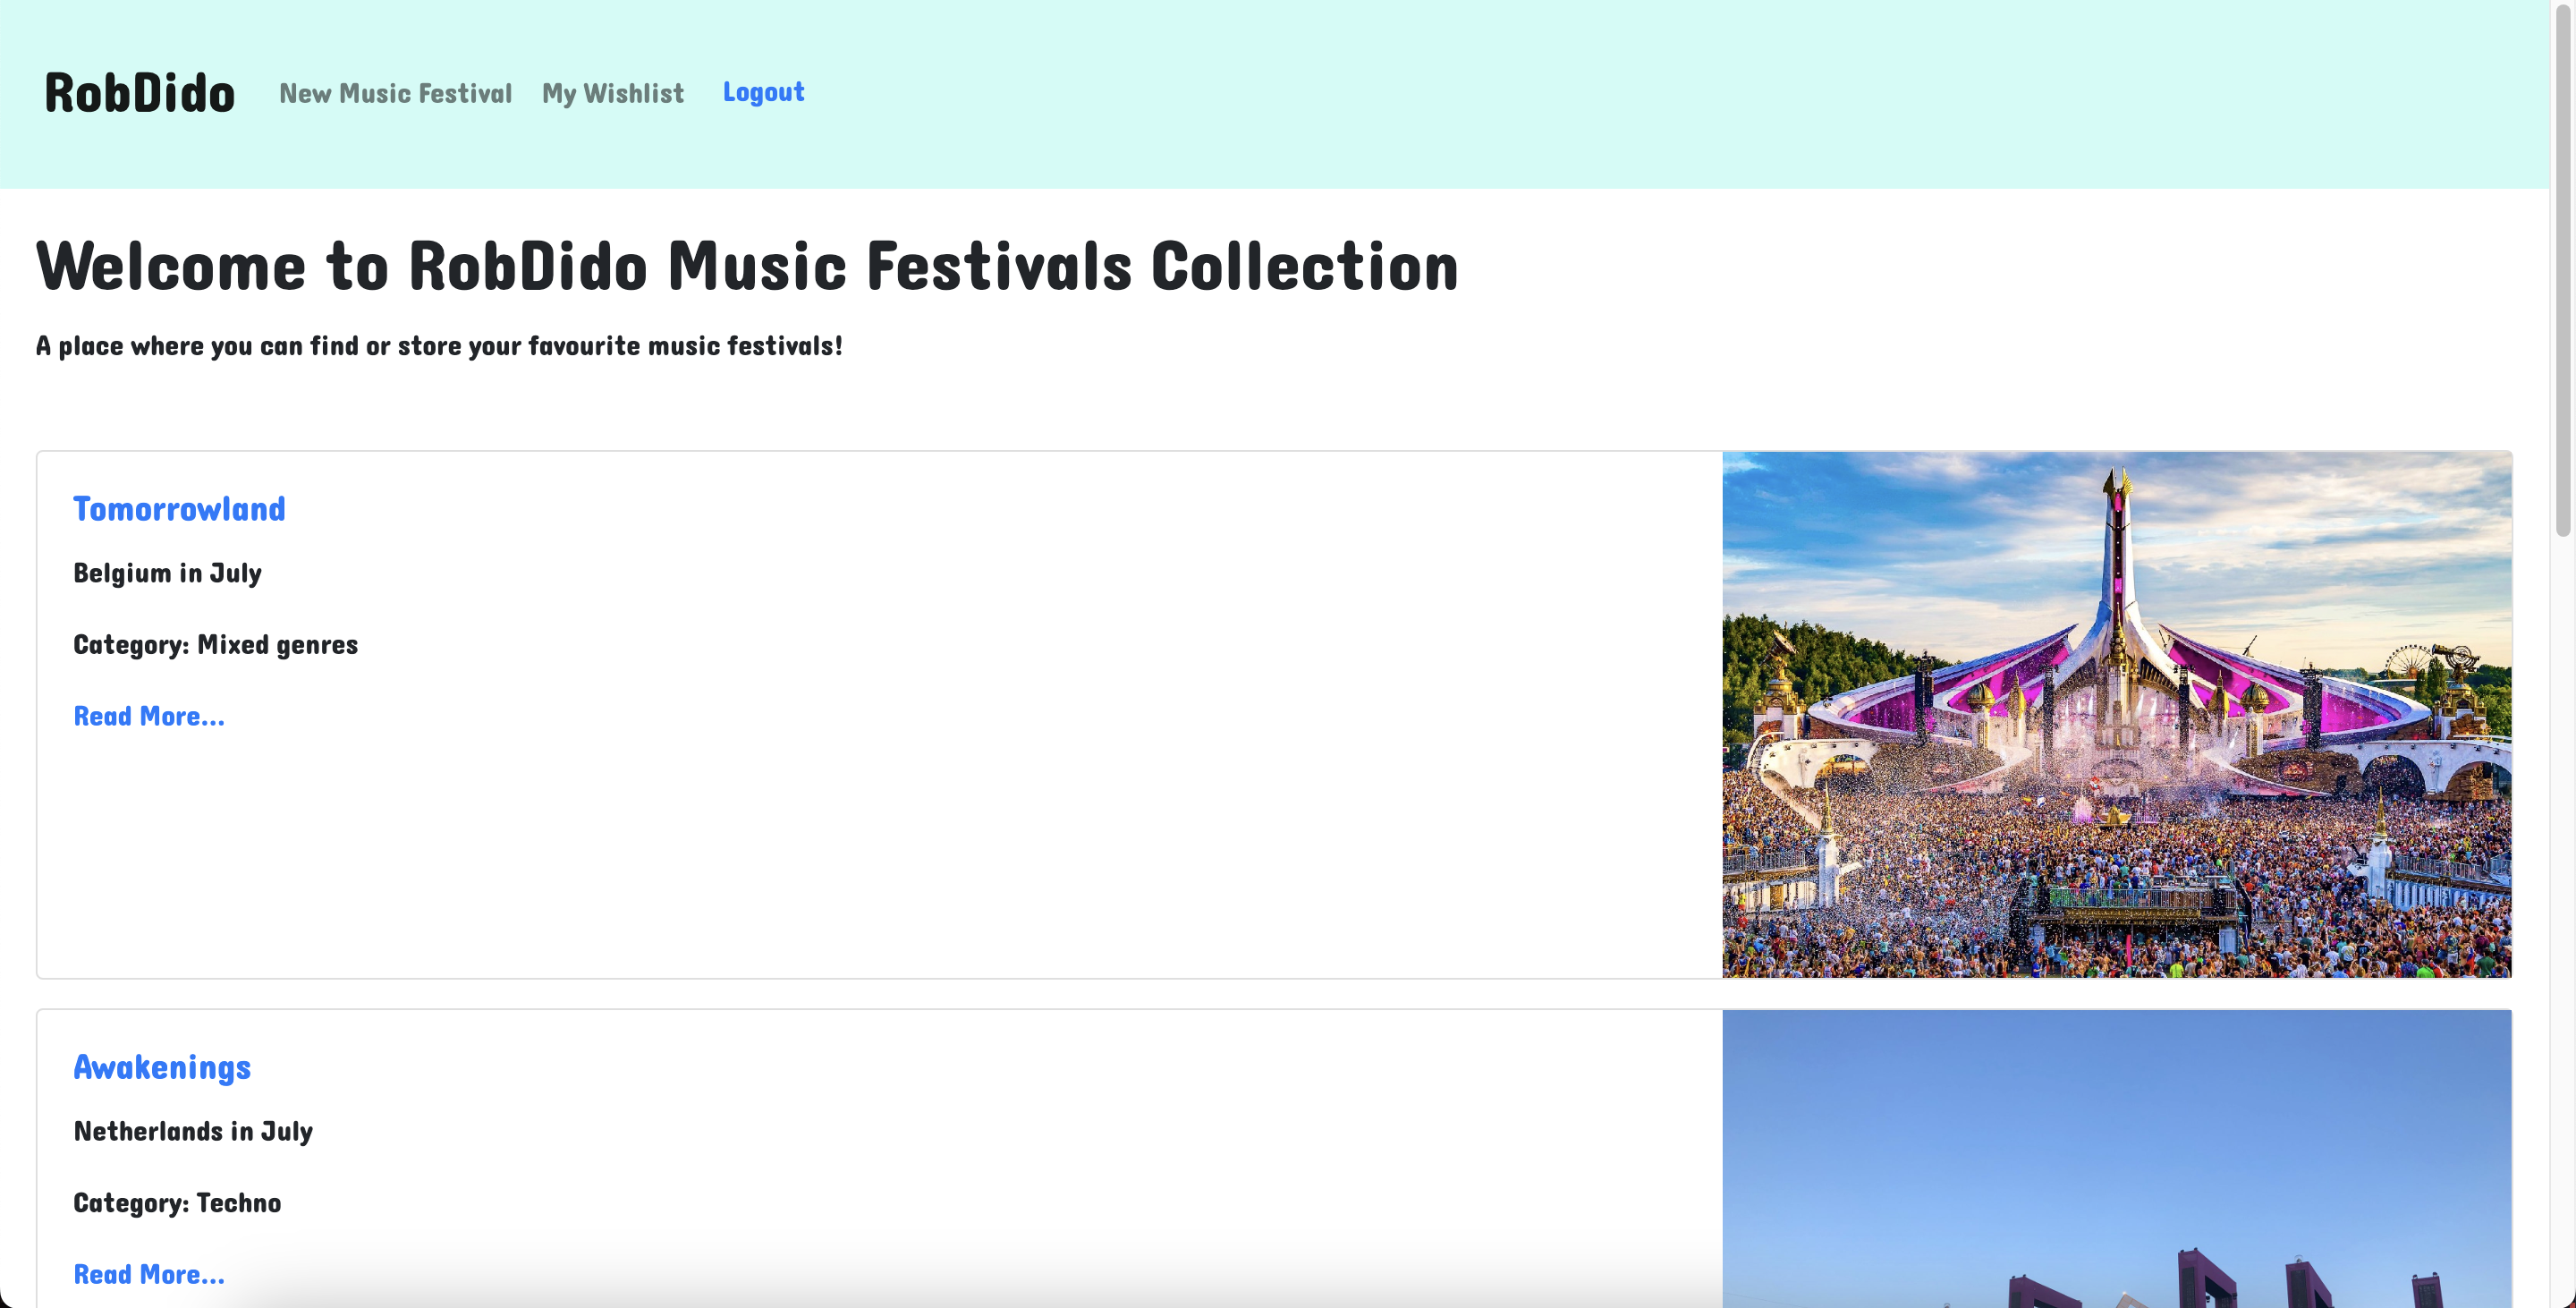 RobDido New Music Festival My Wishlist Logout
Welcome to RobDido Music Festivals Collection
A place where you can find or store your favourite music festivals!
Tomorrowland
Belgium in July
Category: Mixed genres
Read More...
Awakenings
Netherlands in July
Category: Techno
Read More...